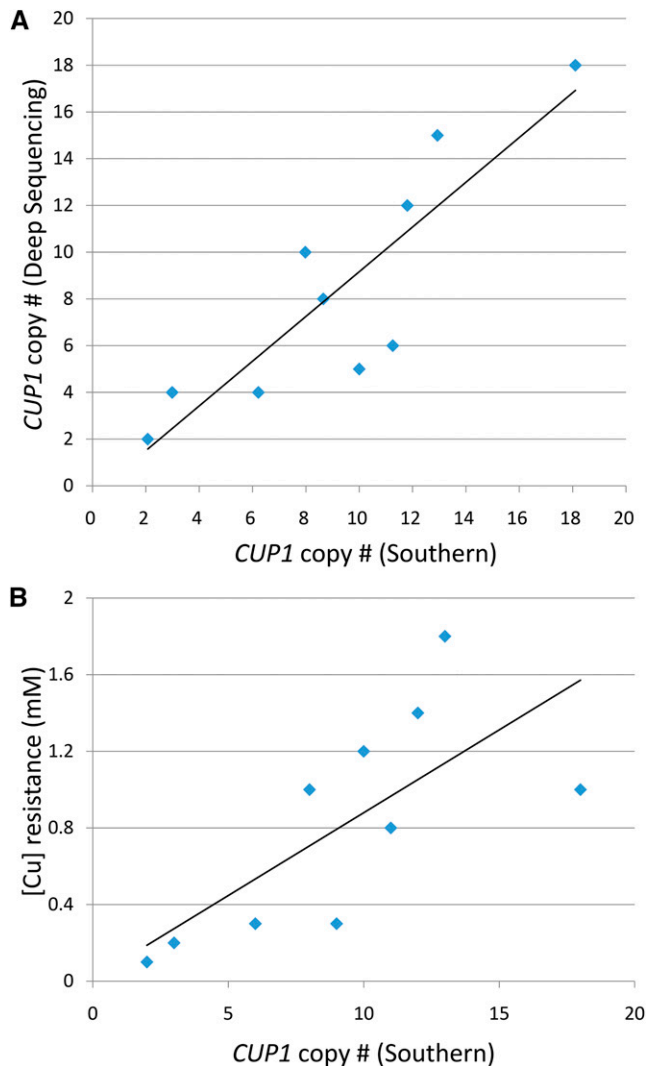 A
20
18
16
14
12
10
8
6
4
2
0
CUP1 copy # (Deep Sequencing)
0 2 4 6 8 10 12 14 16 18 20
CUP1 copy # (Southern)
B
2
1.6
1.2
0.8
0.4
0
[Cu] resistance (mM)
0 5 10 15 20
CUP1 copy # (Southern)